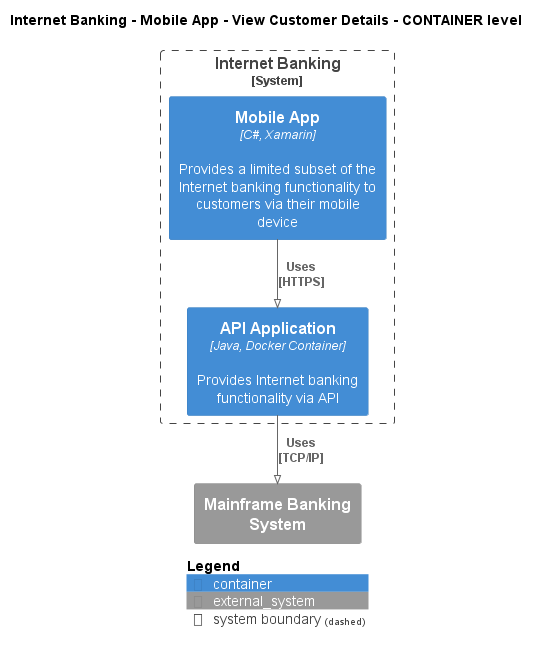 Internet Banking - Mobile App - View Customer Details - CONTAINER level
Internet Banking
[System]
Mobile App
[C#, Xamarin]
Provides a limited subset of the
Internet banking functionality to
customers via their mobile
device
Uses
[HTTPS]
API Application
[Java, Docker Container]
Provides Internet banking
functionality via API
Uses
[TCP/IP]
Mainframe Banking
System
Legend
container
external_system
system boundary (dashed)